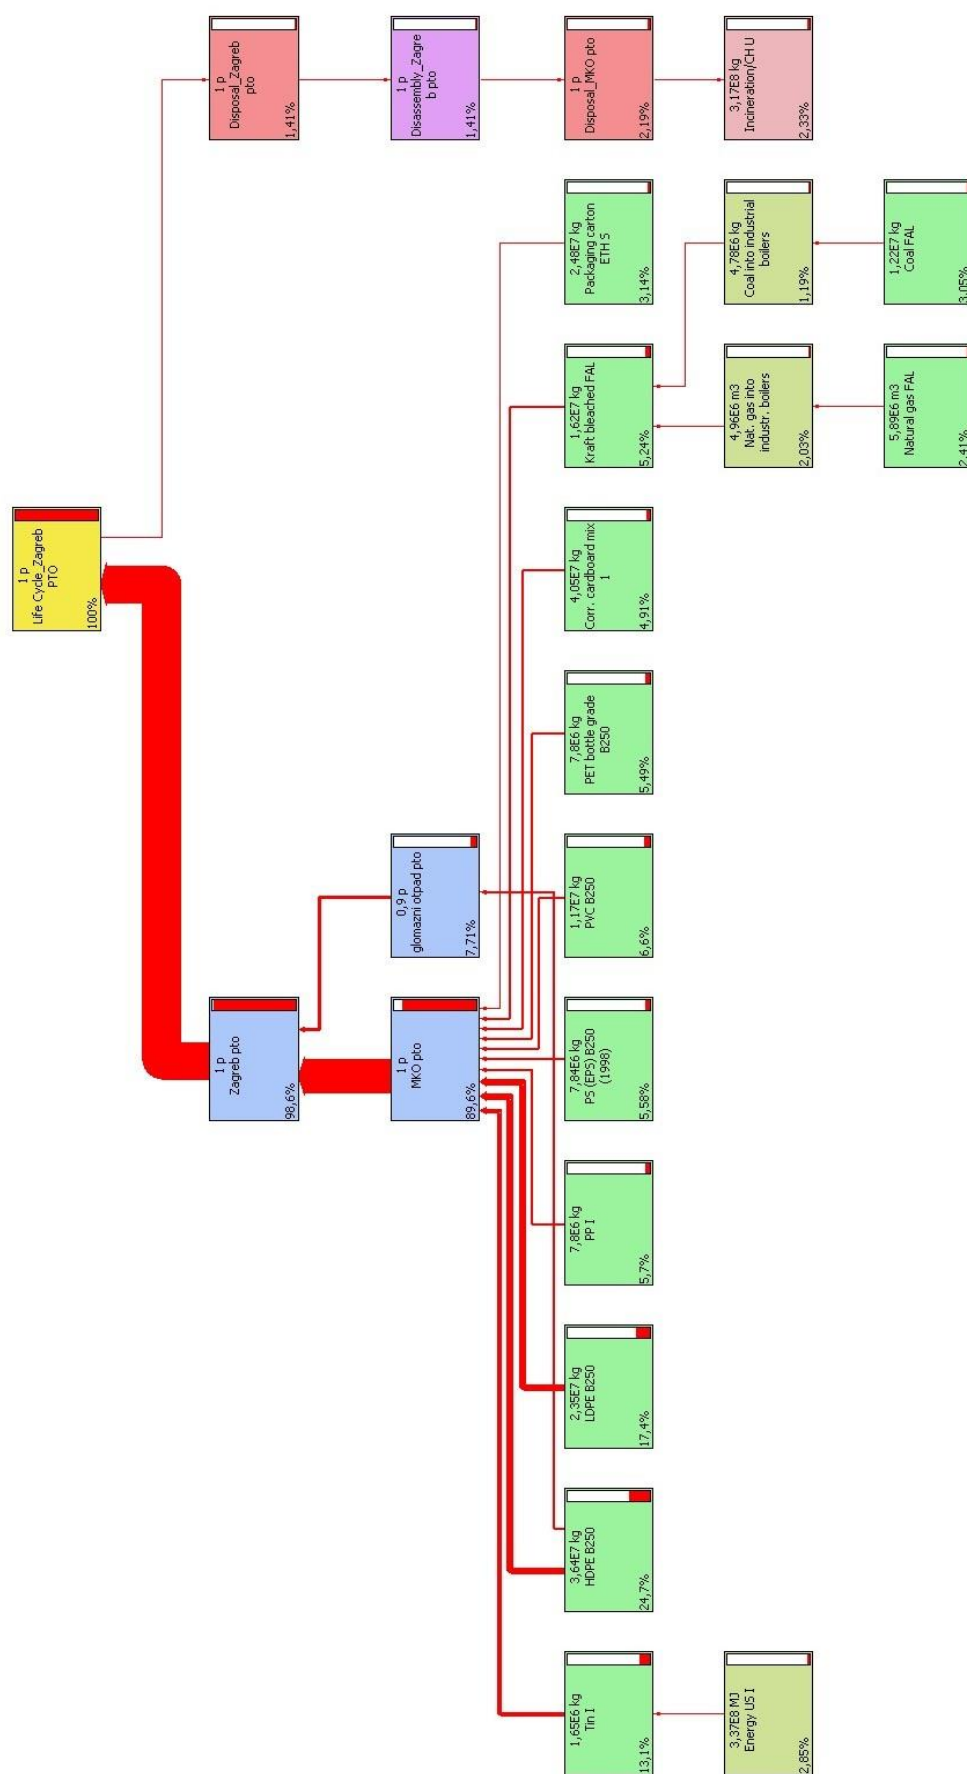 1 p
Life Cycle_Zagreb
PTO
100%
1 p
Zagreb pto
98,6%
1 p
Disposal_Zagreb
pto
1,41%
1 p
MKO pto
89,6%
0,9 p
glomazni otpad pto
7,71%
1 p
Disassembly_Zagre
b pto
1,41%
1,65E6 kg
Tin I
13,1%
3,64E7 kg
HDPE B250
24,7%
2,35E7 kg
LDPE B250
17,4%
7,8E6 kg
PP I
5,7%
7,84E6 kg
PS (EPS) B250
(1998)
5,58%
1,17E7 kg
PVC B250
6,6%
7,8E6 kg
PET bottle grade
B250
5,49%
4,05E7 kg
Corr. cardboard mix
1
4,91%
1,62E7 kg
Kraft bleached FAL
5,24%
2,48E7 kg
Packaging carton
ETH S
3,14%
1 p
Disposal_MKO pto
2,19%
3,37E8 MJ
Energy US I
2,85%
4,96E6 m3
Nat. gas into
industr. boilers
2,03%
4,78E6 kg
Coal into industrial
boilers
1,19%
3,17E8 kg
Incineration/CH U
2,33%
5,89E6 m3
Natural gas FAL
2,41%
1,22E7 kg
Coal FAL
3,05%